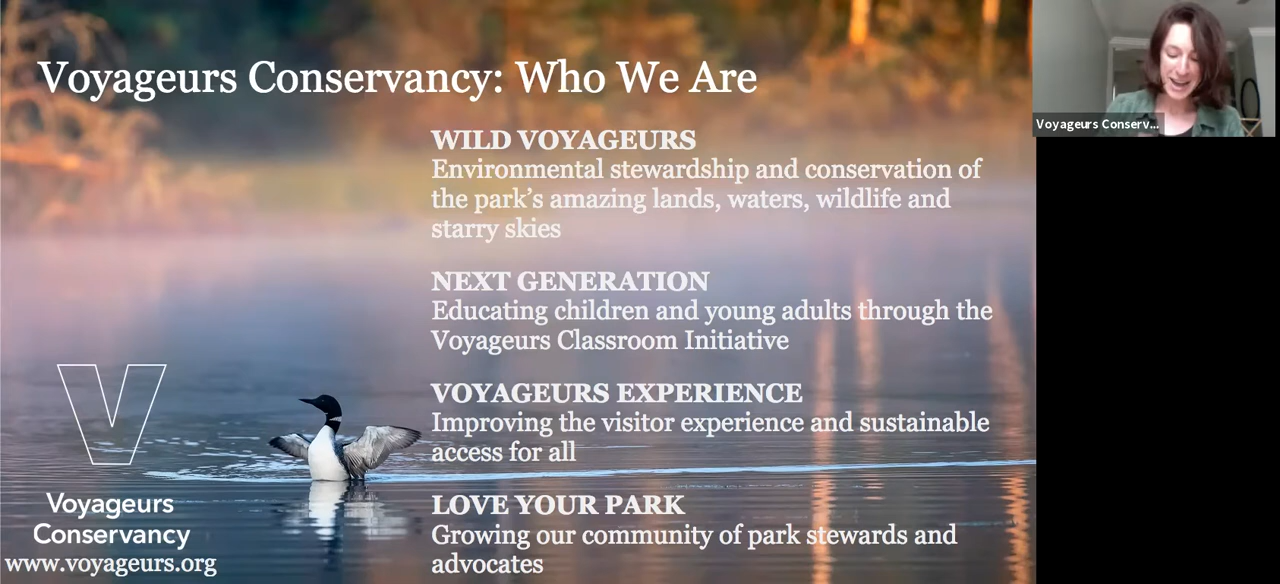 Voyageurs Conservancy: Who We Are
Voyageurs Conserv...
WILD VOYAGEURS
Environmental stewardship and conservation of
the park’s amazing lands, waters, wildlife and
starry skies
NEXT GENERATION
Educating children and young adults through the
Voyageurs Classroom Initiative
VOYAGEURS EXPERIENCE
Improving the visitor experience and sustainable
access for all
LOVE YOUR PARK
Growing our community of park stewards and
advocates
V
Voyageurs
Conservancy
www.voyageurs.org